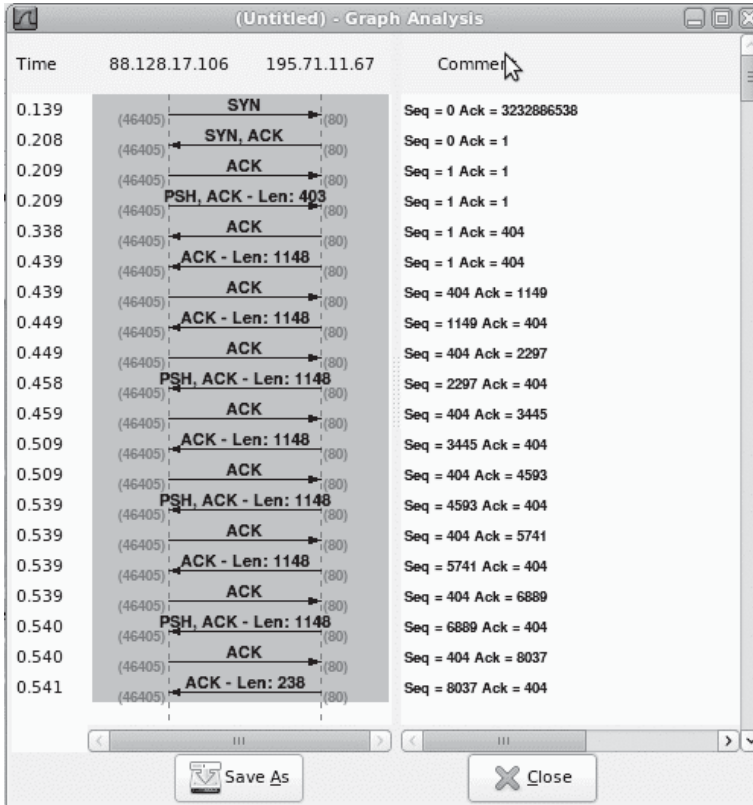 (Untitled) - Graph Analysis
Time 88.128.17.106 195.71.11.67 Commen
0.139 SYN (46405) (80) Seq = 0 Ack = 3232886538
0.208 SYN, ACK (46405) (80) Seq = 0 Ack = 1
0.209 ACK (46405) (80) Seq = 1 Ack = 1
0.209 PSH, ACK - Len: 403 (46405) (80) Seq = 1 Ack = 1
0.338 ACK (46405) (80) Seq = 1 Ack = 404
0.439 ACK - Len: 1148 (46405) (80) Seq = 1 Ack = 404
0.439 ACK (46405) (80) Seq = 404 Ack = 1149
0.449 ACK - Len: 1148 (46405) (80) Seq = 1149 Ack = 404
0.449 ACK (46405) (80) Seq = 404 Ack = 2297
0.458 PSH, ACK - Len: 1148 (46405) (80) Seq = 2297 Ack = 404
0.459 ACK (46405) (80) Seq = 404 Ack = 3445
0.509 ACK - Len: 1148 (46405) (80) Seq = 3445 Ack = 404
0.509 ACK (46405) (80) Seq = 404 Ack = 4593
0.539 PSH, ACK - Len: 1148 (46405) (80) Seq = 4593 Ack = 404
0.539 ACK (46405) (80) Seq = 404 Ack = 5741
0.539 ACK - Len: 1148 (46405) (80) Seq = 5741 Ack = 404
0.539 ACK (46405) (80) Seq = 404 Ack = 6889
0.540 PSH, ACK - Len: 1148 (46405) (80) Seq = 6889 Ack = 404
0.540 ACK (46405) (80) Seq = 404 Ack = 8037
0.541 ACK - Len: 238 (46405) (80) Seq = 8037 Ack = 404
Save As Close